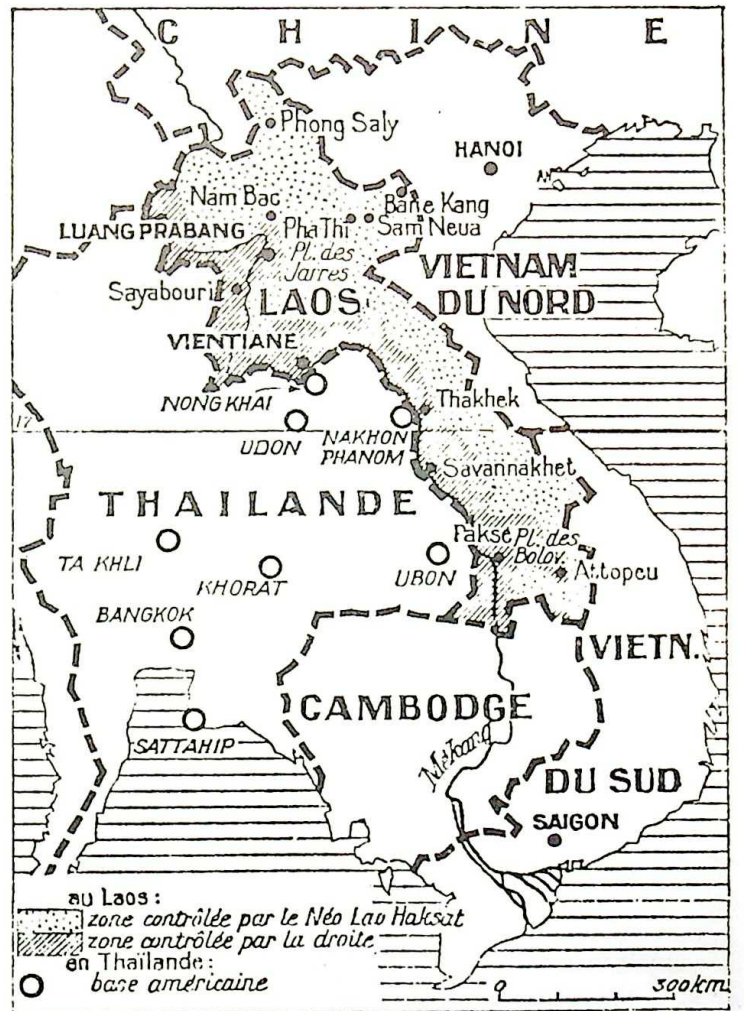 CHINE
Phong Saly
HANOI
Nam Bac
Bane Kang
LUANG PRABANG
Pha Thi
Sam Neua
Pl. des
Jarres
VIETNAM
DU NORD
Sayabouri
LAOS
VIENTIANE
NONG KHAI
Thakhek
17
UDON
NAKHON
PHANOM
Savannakhet
THAILANDE
Pakse
Pl. des
Bolov.
TA KHLI
KHORAT
UBON
Attopeu
BANGKOK
VIETN.
CAMBODGE
SATTAHIP
Mékong
DU SUD
SAIGON
au Laos :
zone contrôlée par le Néo Lao Haksat
zone contrôlée par la droite
en Thaïlande :
base américaine
0 300km